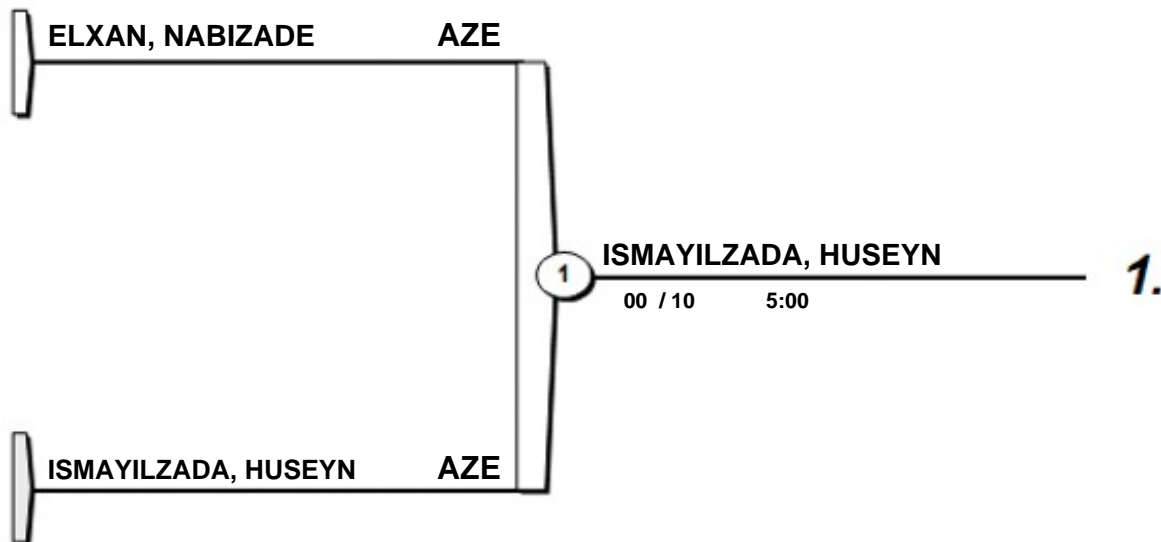 ELXAN, NABIZADE AZE
ISMAYILZADA, HUSEYN
1
1.
00 / 10 5:00
ISMAYILZADA, HUSEYN AZE